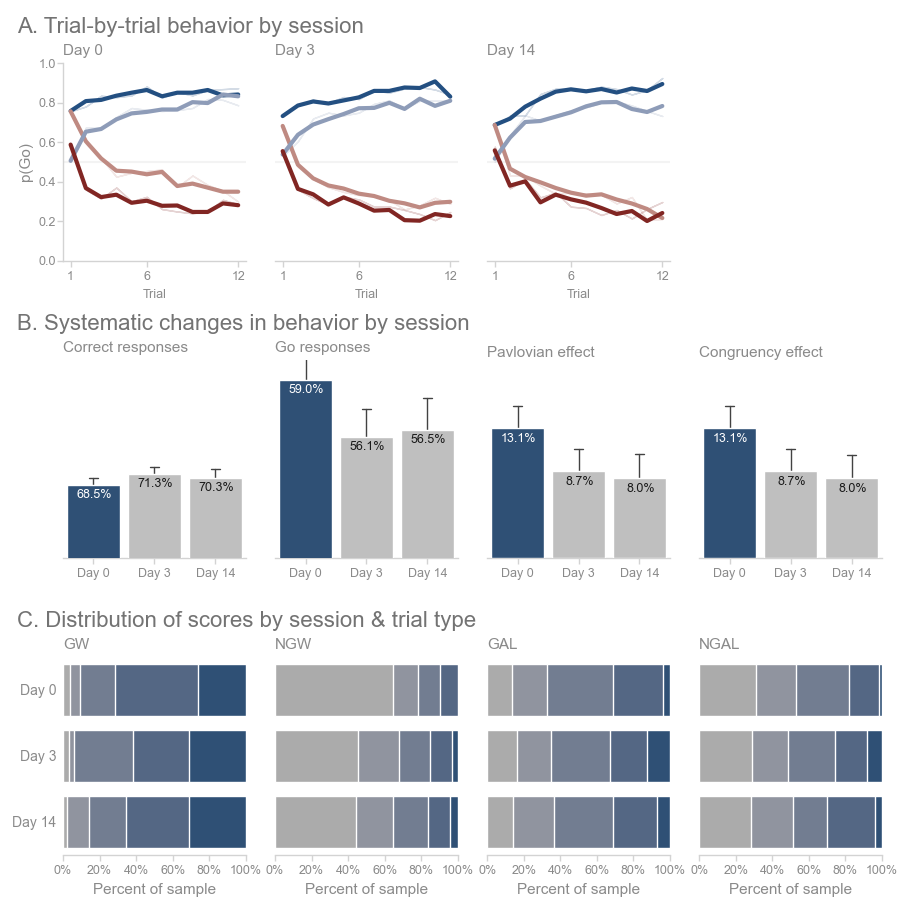 A. Trial-by-trial behavior by session
Day 0 Day 3 Day 14
p(Go)
1.0
0.8
0.6
0.4
0.2
0.0
1 6 12 1 6 12 1 6 12
Trial Trial Trial
B. Systematic changes in behavior by session
Correct responses Go responses Pavlovian effect Congruency effect
68.5% 71.3% 70.3% 59.0% 56.1% 56.5% 13.1% 8.7% 8.0% 13.1% 8.7% 8.0%
Day 0 Day 3 Day 14 Day 0 Day 3 Day 14 Day 0 Day 3 Day 14 Day 0 Day 3 Day 14
C. Distribution of scores by session & trial type
GW NGW GAL NGAL
Day 0
Day 3
Day 14
0% 20% 40% 60% 80% 100% 0% 20% 40% 60% 80% 100% 0% 20% 40% 60% 80% 100% 0% 20% 40% 60% 80% 100%
Percent of sample Percent of sample Percent of sample Percent of sample